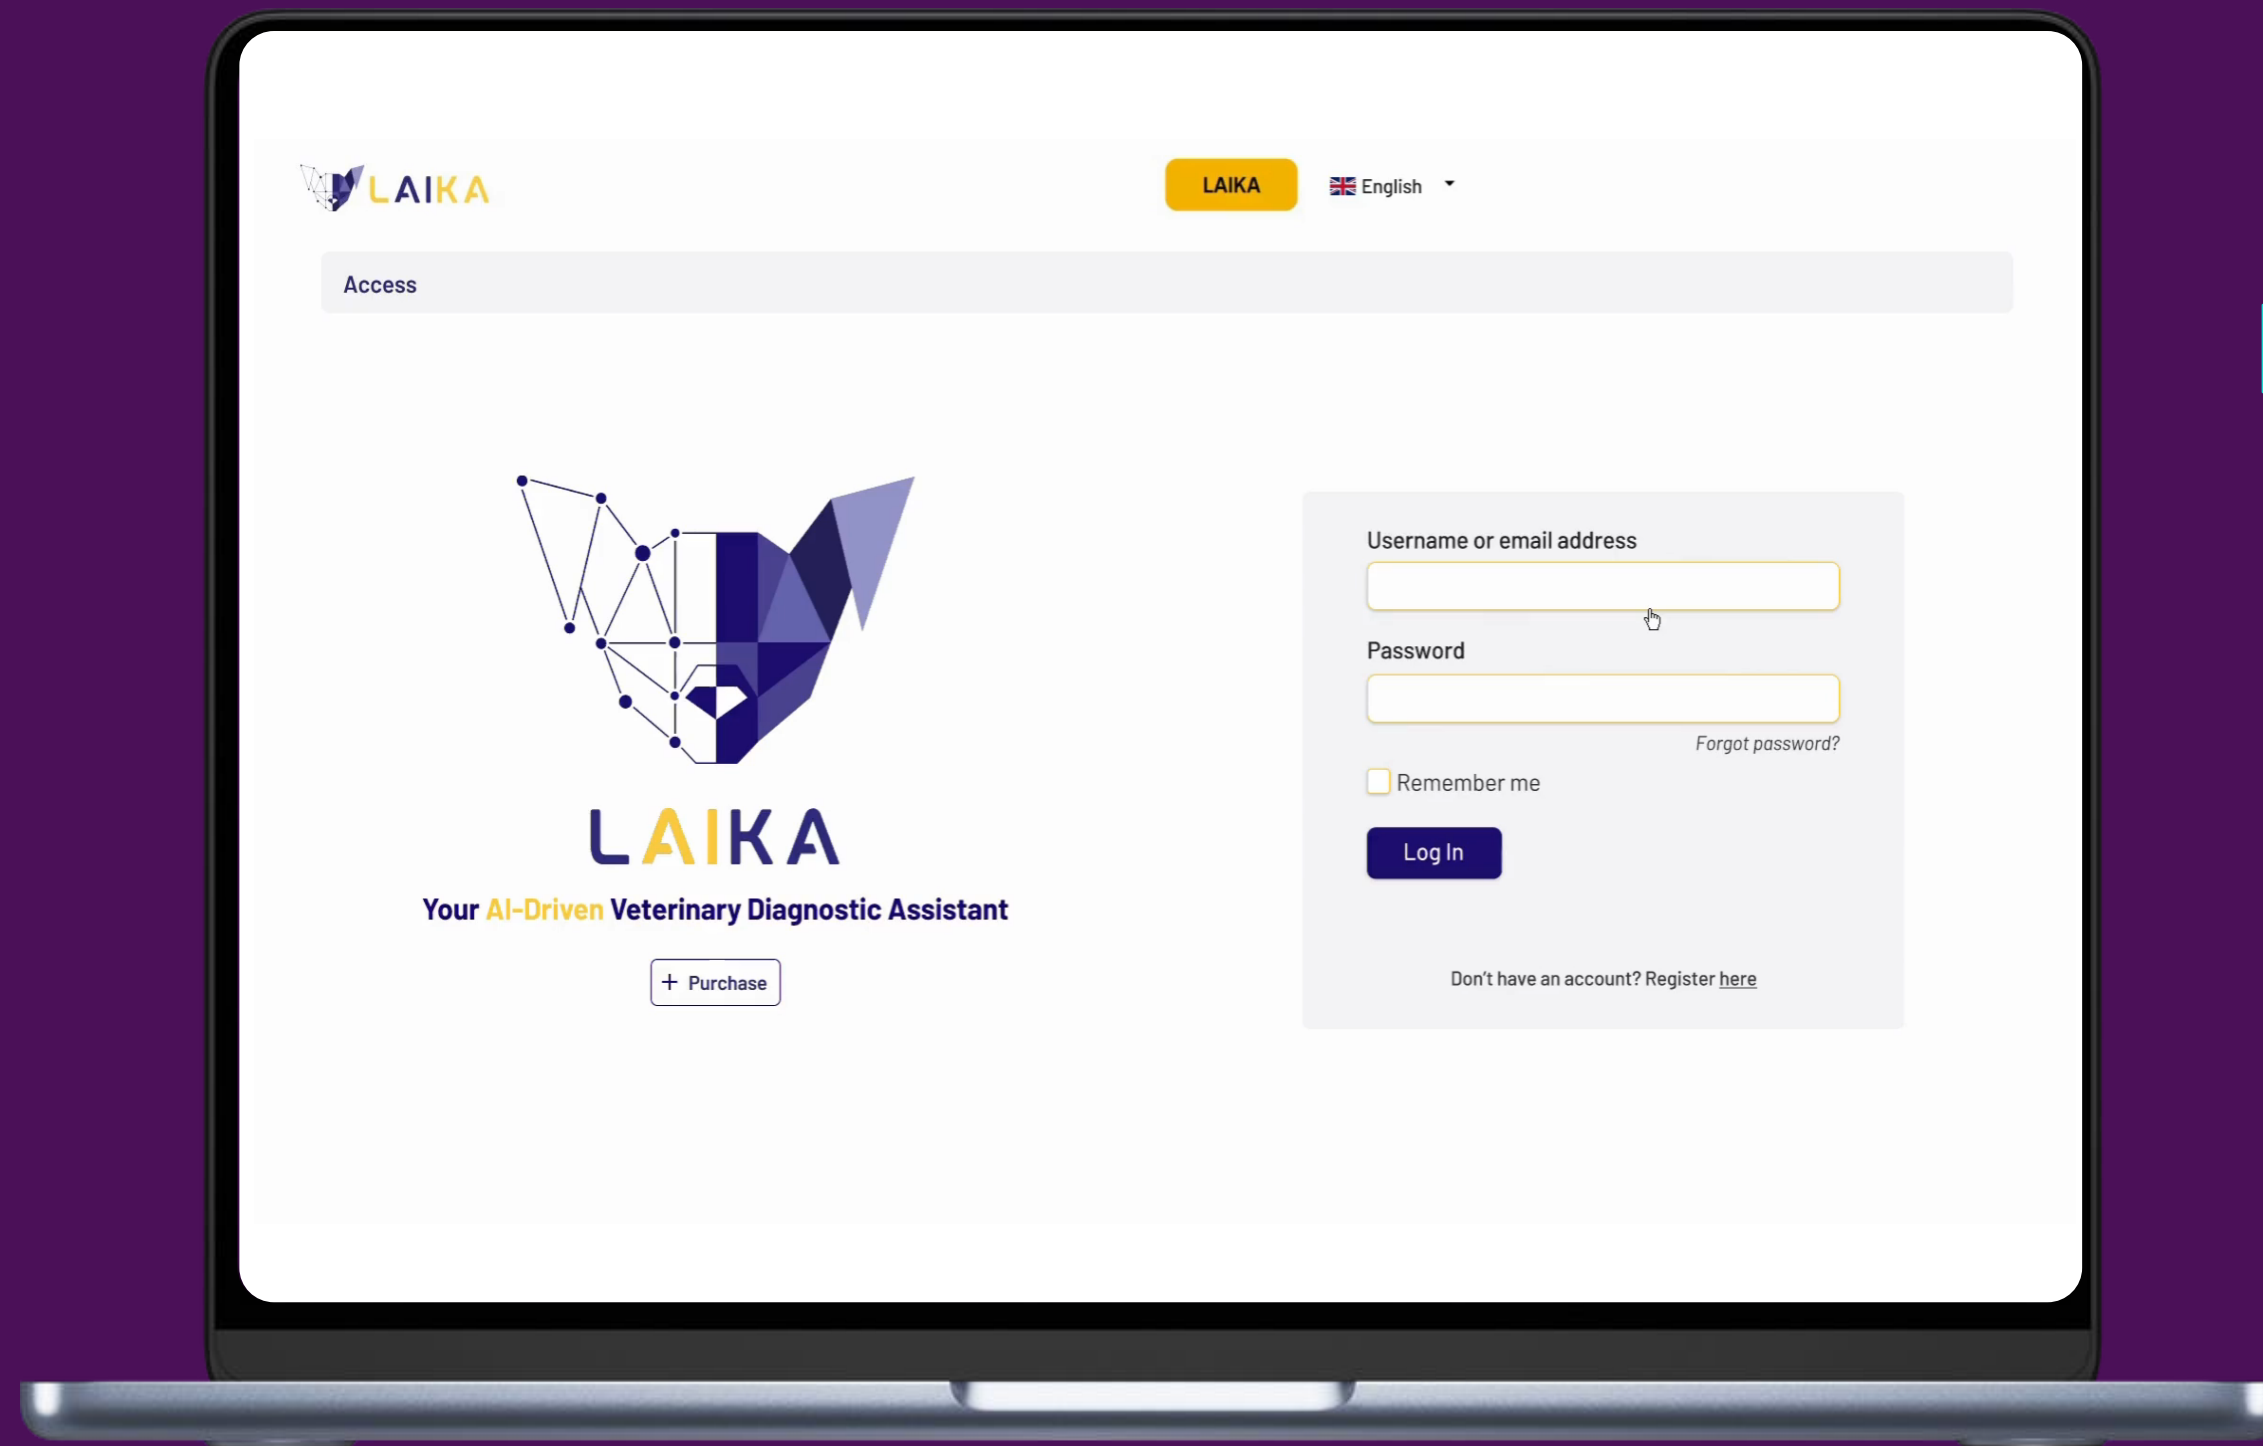 LAIKA
LAIKA
English
Access
Username or email address
Password
Forgot password?
Remember me
Log In
Don't have an account? Register here
LAIKA
Your AI-Driven Veterinary Diagnostic Assistant
+ Purchase